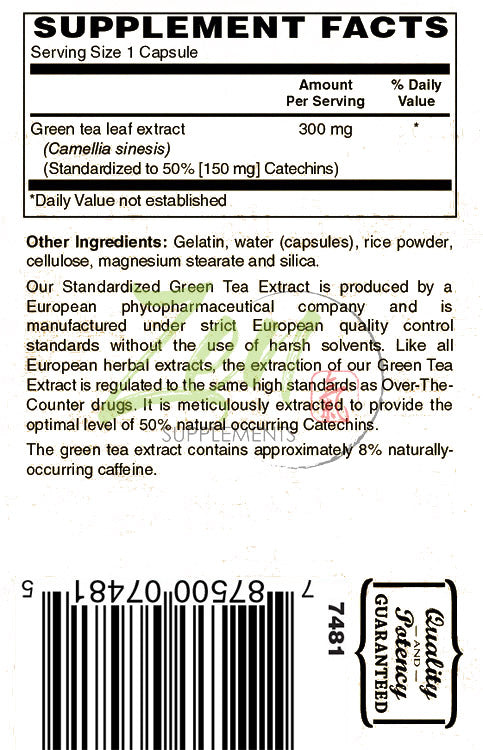 SUPPLEMENT FACTS
Serving Size 1 Capsule
Amount Per Serving
% Daily Value
Green tea leaf extract 300 mg *
(Camellia sinesis)
(Standardized to 50% [150 mg] Catechins)
*Daily Value not established
Other Ingredients: Gelatin, water (capsules), rice powder,
cellulose, magnesium stearate and silica.
Our Standardized Green Tea Extract is produced by a
European phytopharmaceutical company and is
manufactured under strict European quality control
standards without the use of harsh solvents. Like all
European herbal extracts, the extraction of our Green Tea
Extract is regulated to the same high standards as Over-The-
Counter drugs. It is meticulously extracted to provide the
optimal level of 50% natural occurring Catechins.
Zen
SUPPLEMENTS
The green tea extract contains approximately 8% naturally-
occurring caffeine.
7 87500 07481 5
7481
Quality
AND
Potency
GUARANTEED